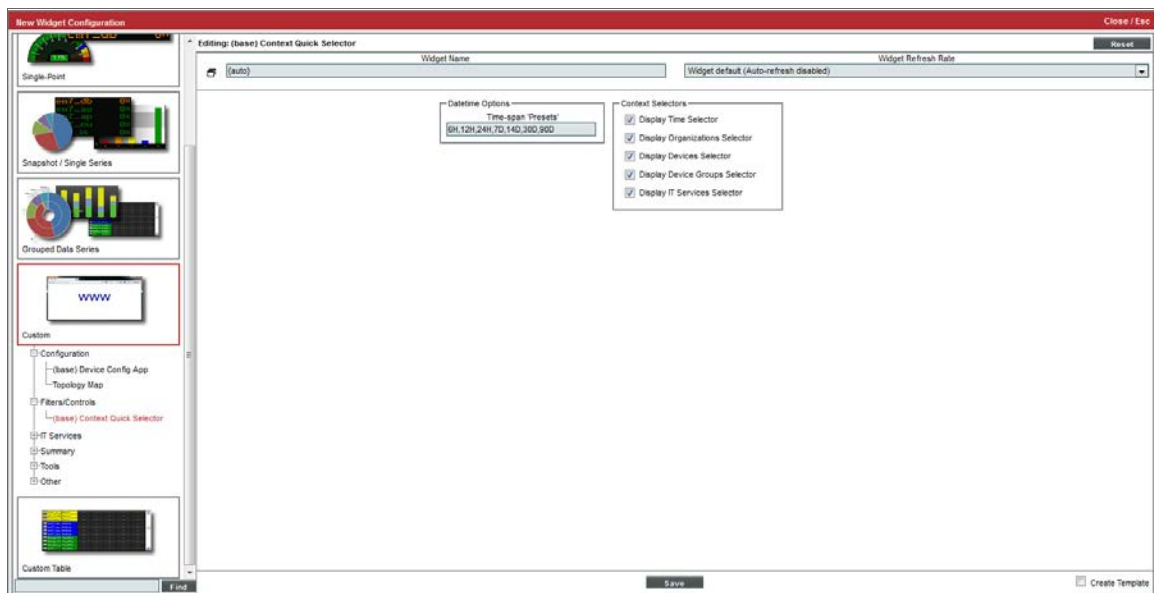 New Widget Configuration
Close / Esc
Single-Point
Snapshot / Single Series
Grouped Data Series
www
Custom
Configuration
(base) Device Config App
Topology Map
Filters/Controls
(base) Context Quick Selector
IT Services
Summary
Tools
Other
Custom Table
Find
Editing: (base) Context Quick Selector
Reset
Widget Name
{auto}
Widget Refresh Rate
Widget default (Auto-refresh disabled)
Datetime Options
Time-span 'Presets'
6H,12H,24H,7D,14D,30D,90D
Context Selectors
Display Time Selector
Display Organizations Selector
Display Devices Selector
Display Device Groups Selector
Display IT Services Selector
Save
Create Template